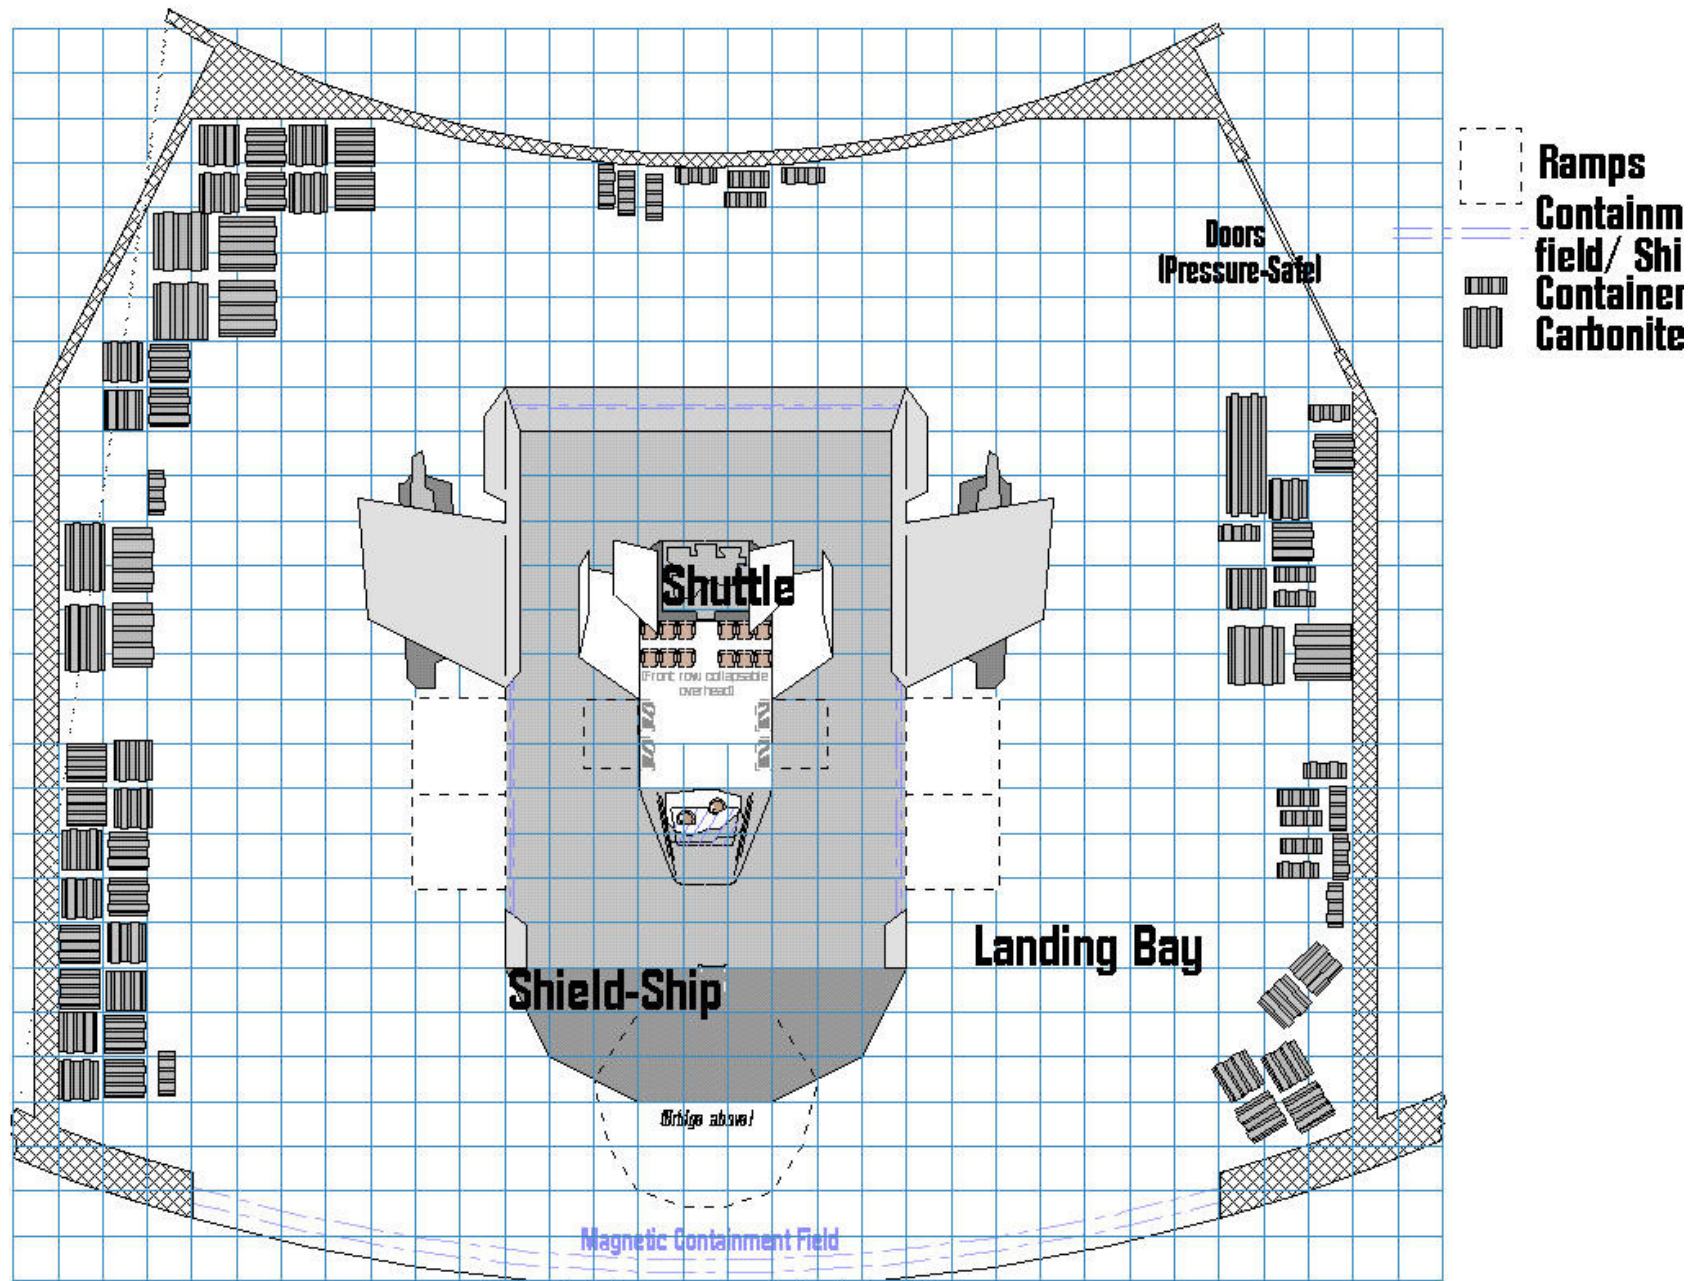 Ramps
Containm
field/ Shi
Container
Carbonite
Doors
(Pressure-Safe)
Shuttle
(Front row collapsable
overhead)
Landing Bay
Shield-Ship
(Bridge above)
Magnetic Containment Field